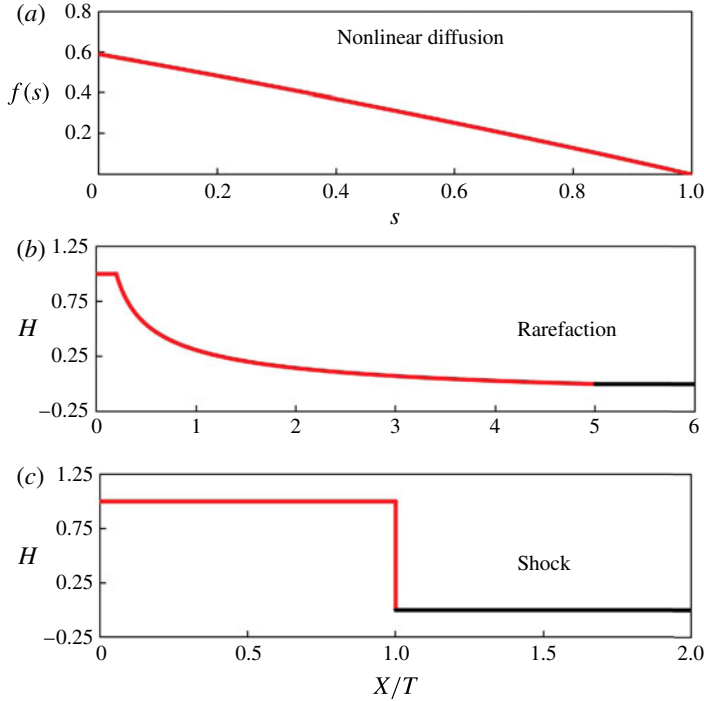 (a)
0.8
Nonlinear diffusion
0.6
f(s)
0.4
0.2
0 0.2 0.4 0.6 0.8 1.0
s
(b)
1.25
0.75
H
Rarefaction
0.25
–0.25
0 1 2 3 4 5 6
(c)
1.25
0.75
H
Shock
0.25
–0.25
0 0.5 1.0 1.5 2.0
X/T